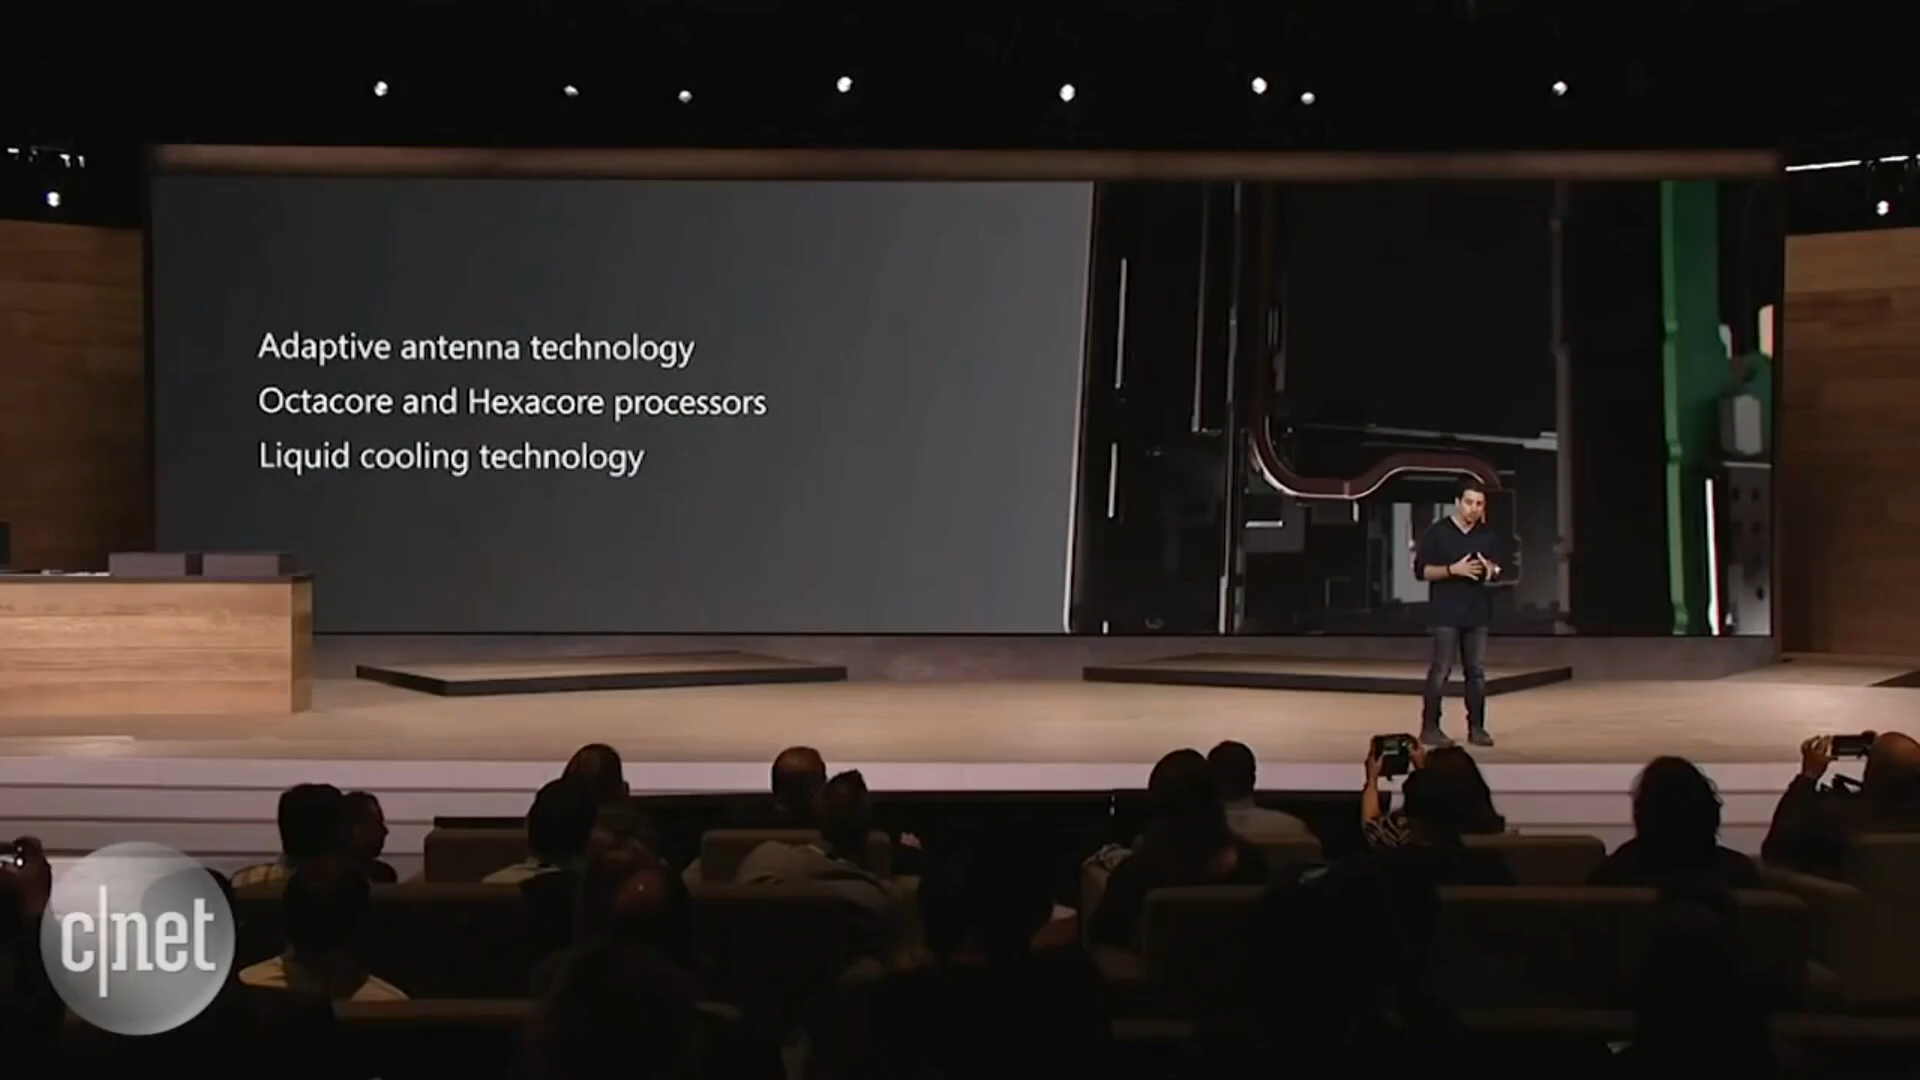 Adaptive antenna technology
Octacore and Hexacore processors
Liquid cooling technology
c|net